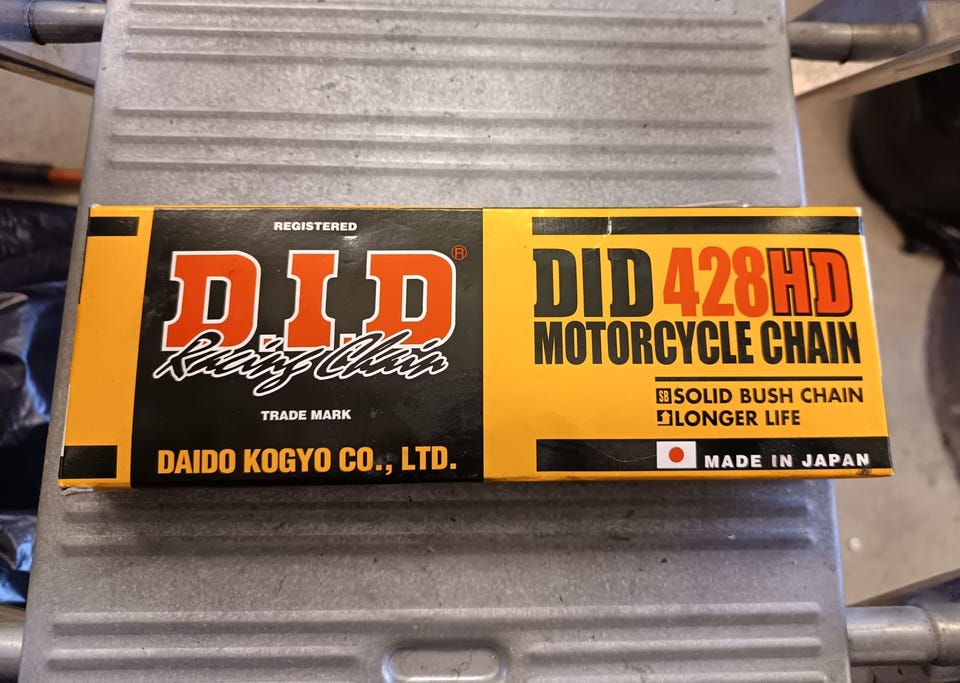 REGISTERED
D.I.D®
Racing Chain
TRADE MARK
DAIDO KOGYO CO., LTD.
DID 428HD
MOTORCYCLE CHAIN
SB SOLID BUSH CHAIN
LONGER LIFE
MADE IN JAPAN